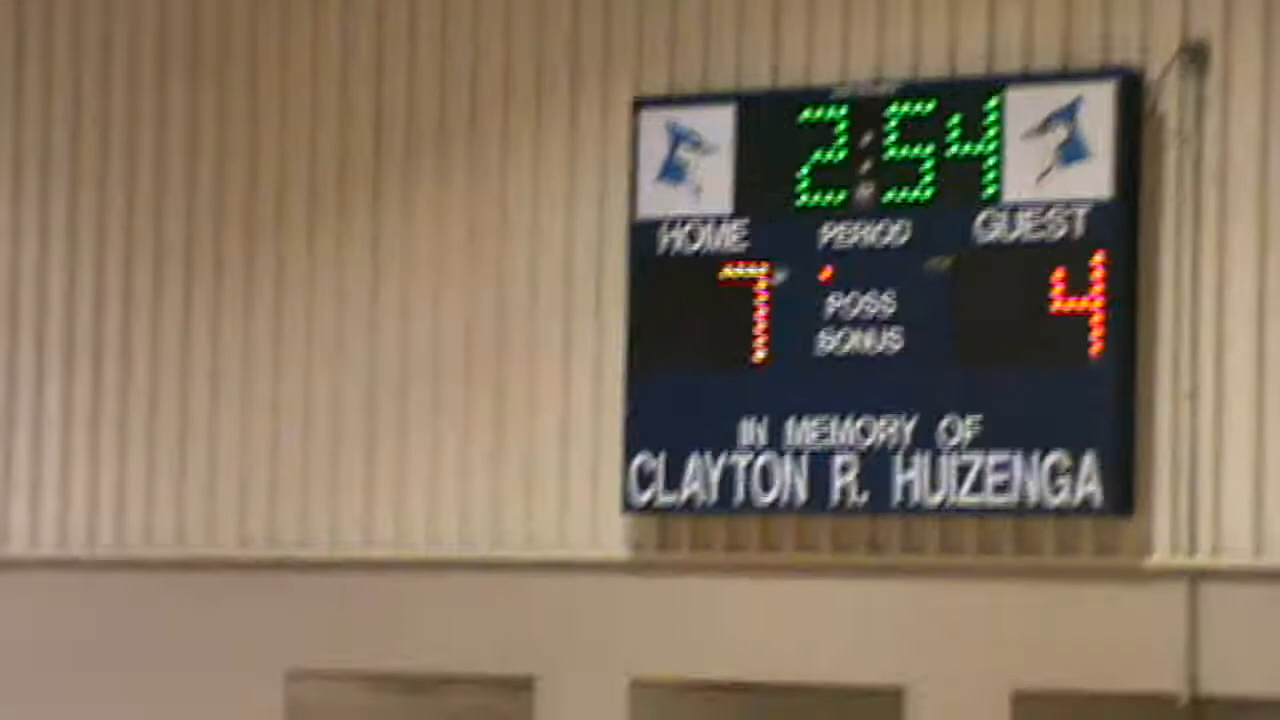 2:54
HOME PERIOD GUEST
7 4
POSS
BONUS
IN MEMORY OF
CLAYTON R. HUIZENGA